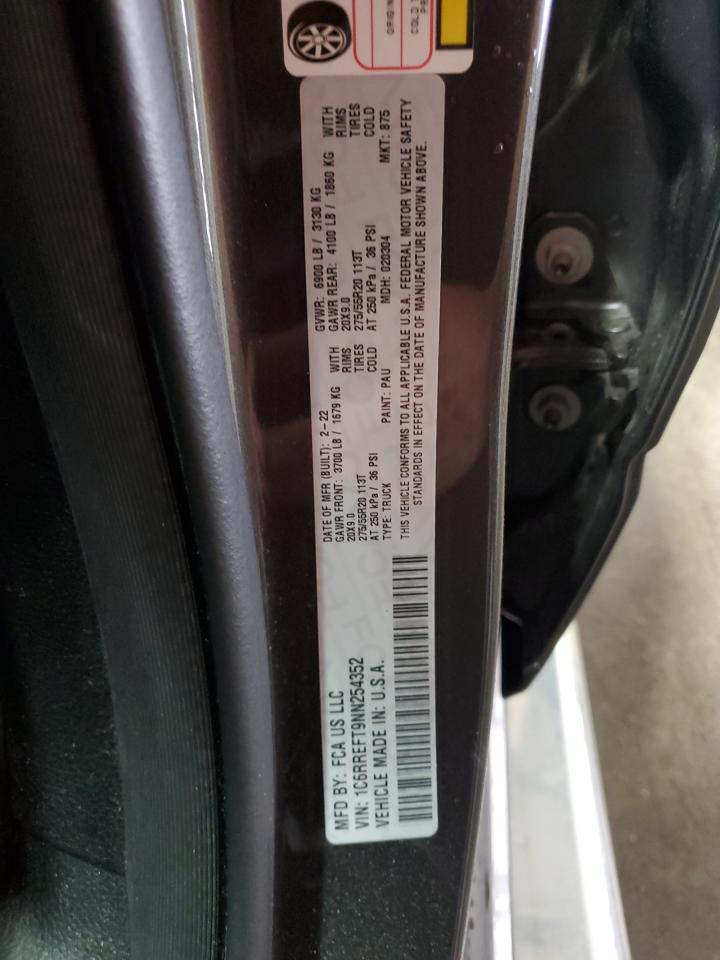 ORIGIN
COLD
MFD BY: FCA US LLC
VIN: 1C6RREFT9NN254352
VEHICLE MADE IN: U.S.A.
DATE OF MFR (BUILT): 2-22
GAWR FRONT: 3700 LB / 1679 KG WITH
20X9.0 RIMS
275/55R20 113T TIRES
AT 250 kPa / 36 PSI COLD
TYPE: TRUCK PAINT: PAU
GVWR: 6900 LB / 3130 KG
GAWR REAR: 4100 LB / 1860 KG WITH
20X9.0 RIMS
275/55R20 113T TIRES
AT 250 kPa / 36 PSI COLD
MDH: 020304 MKT: 875
THIS VEHICLE CONFORMS TO ALL APPLICABLE U.S.A. FEDERAL MOTOR VEHICLE SAFETY
STANDARDS IN EFFECT ON THE DATE OF MANUFACTURE SHOWN ABOVE.